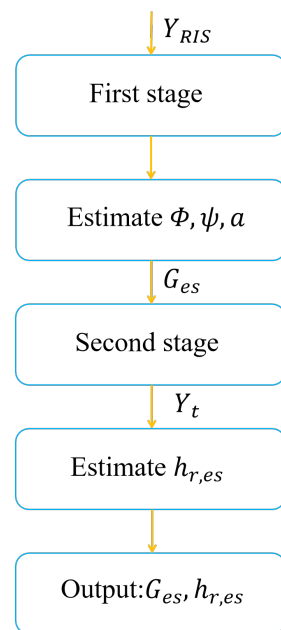 Y_RIS
First stage
Estimate Φ, ψ, a
G_es
Second stage
Y_t
Estimate h_r,es
Output:G_es, h_r,es